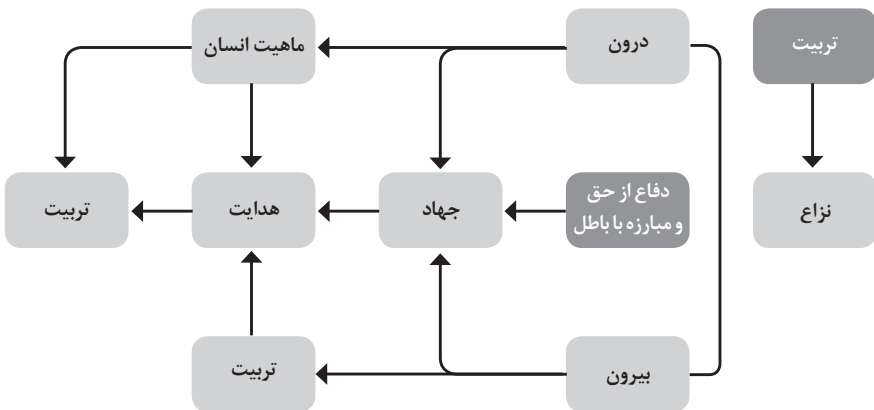 تربیت
درون
ماهیت انسان
نزاع
دفاع از حق
و مبارزه با باطل
جهاد
هدایت
تربیت
بیرون
تربیت